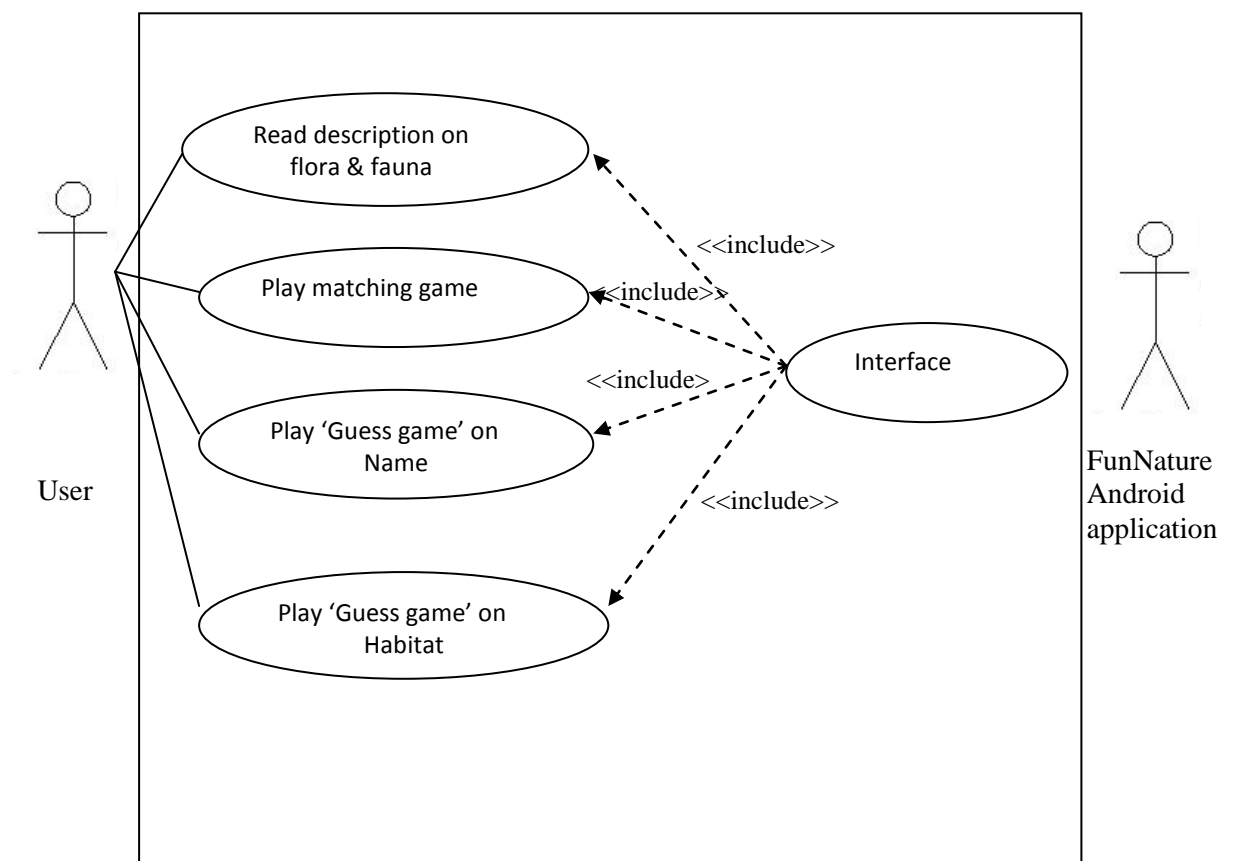 Read description on
flora & fauna
<<include>>
Play matching game
<<include>>
Interface
<<include>
Play ‘Guess game’ on
Name
User
FunNature
Android
application
<<include>>
Play ‘Guess game’ on
Habitat